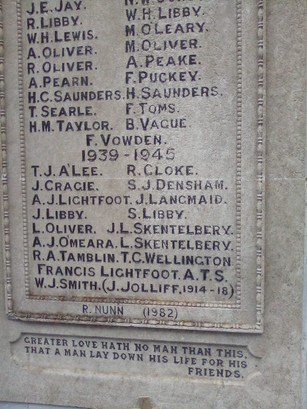 J.E.JAY.
R.LIBBY. W.H.LIBBY.
W.H.LEWIS. M.O'LEARY.
A.OLIVER. M.OLIVER.
R.OLIVER. A.PEAKE.
A.PEARN. F.PUCKEY.
H.C.SAUNDERS. H.SAUNDERS.
T.SEARLE. F.TOMS.
H.M.TAYLOR. B.VAGUE.
F.VOWDEN.
1939-1945
T.J.A'LEE. R.CLOKE.
J.CRAGIE. S.J.DENSHAM.
A.J.LIGHTFOOT. J.LANGMAID.
J.LIBBY. S.LIBBY.
L.OLIVER. J.L.SKENTELBERY.
A.J.O'MEARA. L.SKENTELBERY.
R.A.TAMBLIN. T.C.WELLINGTON.
FRANCIS LIGHTFOOT. A.T.S.
W.J.SMITH. (J.JOLLIFF. 1914-18)
R. NUNN (1982)
GREATER LOVE HATH NO MAN THAN THIS,
THAT A MAN LAY DOWN HIS LIFE FOR HIS
FRIENDS.